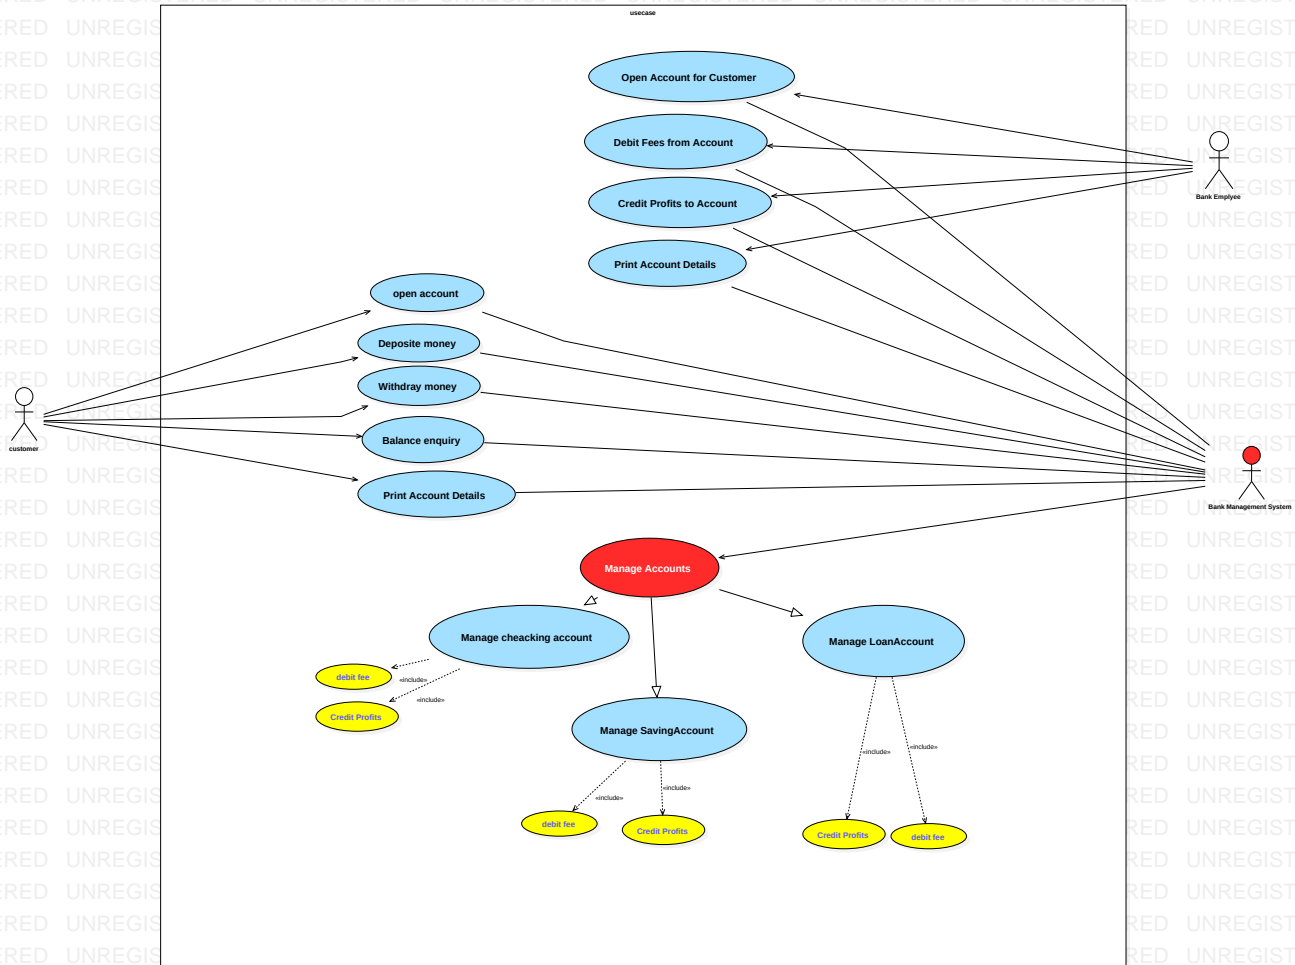 usecase
Open Account for Customer
Debit Fees from Account
Credit Profits to Account
Print Account Details
Bank Emplyee
open account
Deposite money
Withdray money
Balance enquiry
Print Account Details
customer
Bank Management System
Manage Accounts
Manage cheacking account
Manage LoanAccount
debit fee
«include»
Credit Profits
«include»
Manage SavingAccount
«include»
«include»
«include»
«include»
debit fee
Credit Profits
Credit Profits
debit fee
UNREGISTERED